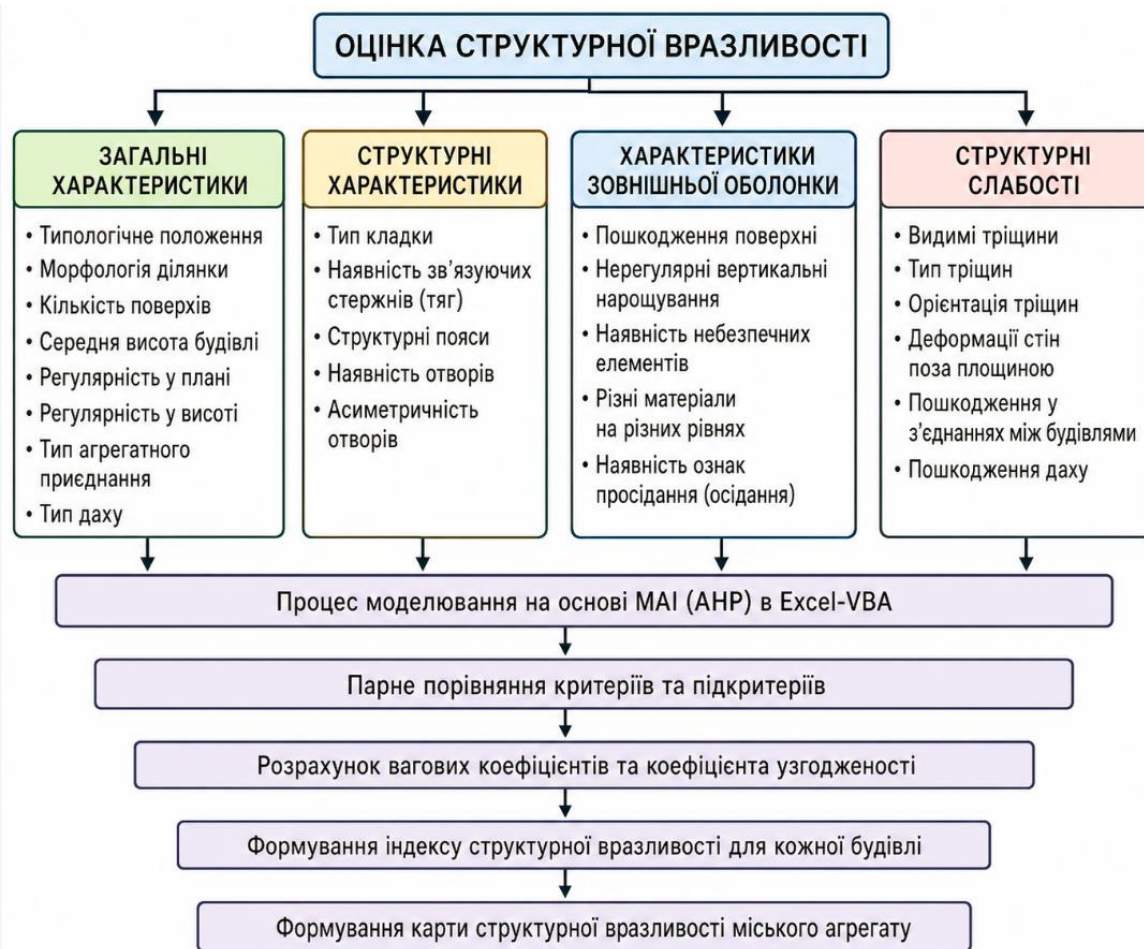 ОЦІНКА СТРУКТУРНОЇ ВРАЗЛИВОСТІ
ЗАГАЛЬНІ
ХАРАКТЕРИСТИКИ
• Типологічне положення
• Морфологія ділянки
• Кількість поверхів
• Середня висота будівлі
• Регулярність у плані
• Регулярність у висоті
• Тип агрегатного
приєднання
• Тип даху
СТРУКТУРНІ
ХАРАКТЕРИСТИКИ
• Тип кладки
• Наявність зв'язуючих
стержнів (тяг)
• Структурні пояси
• Наявність отворів
• Асиметричність
отворів
ХАРАКТЕРИСТИКИ
ЗОВНІШНЬОЇ ОБОЛОНКИ
• Пошкодження поверхні
• Нерегулярні вертикальні
нарощування
• Наявність небезпечних
елементів
• Різні матеріали
на різних рівнях
• Наявність ознак
просідання (осідання)
СТРУКТУРНІ
СЛАБОСТІ
• Видимі тріщини
• Тип тріщин
• Орієнтація тріщин
• Деформації стін
поза площиною
• Пошкодження у
з'єднаннях між будівлями
• Пошкодження даху
Процес моделювання на основі МАІ (AHP) в Excel-VBA
Парне порівняння критеріїв та підкритеріїв
Розрахунок вагових коефіцієнтів та коефіцієнта узгодженості
Формування індексу структурної вразливості для кожної будівлі
Формування карти структурної вразливості міського агрегату